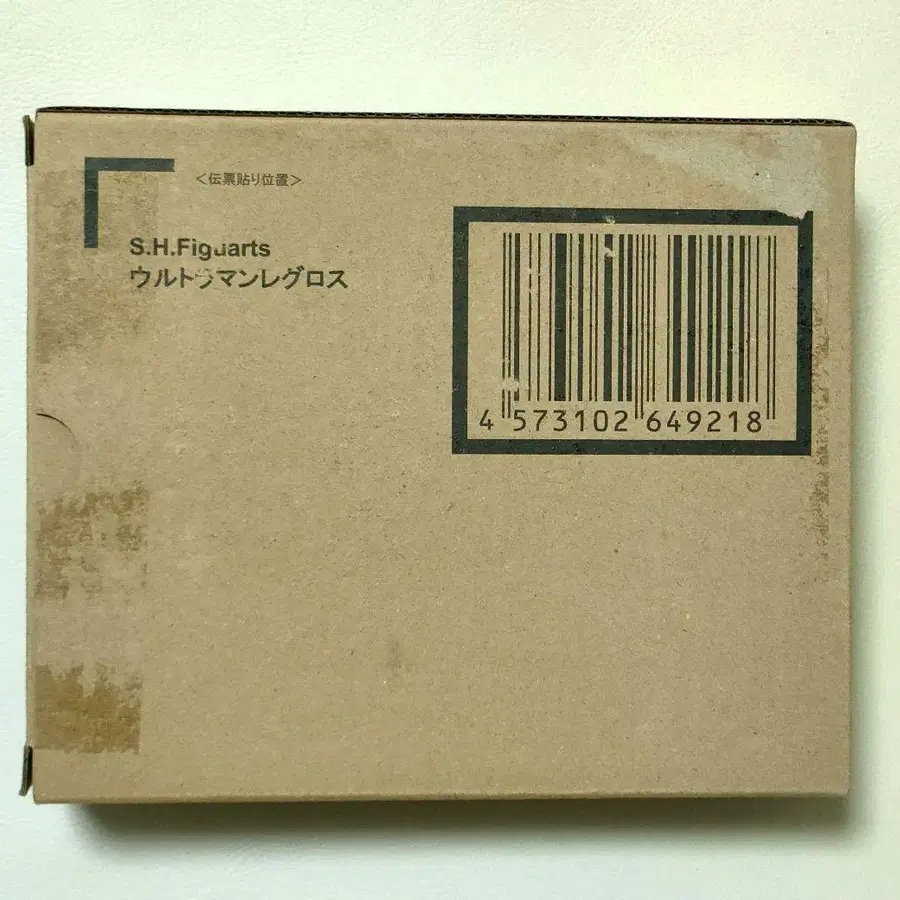 <伝票貼り位置>
S.H.Figuarts
ウルトラマンレグロス
4 573102 649218